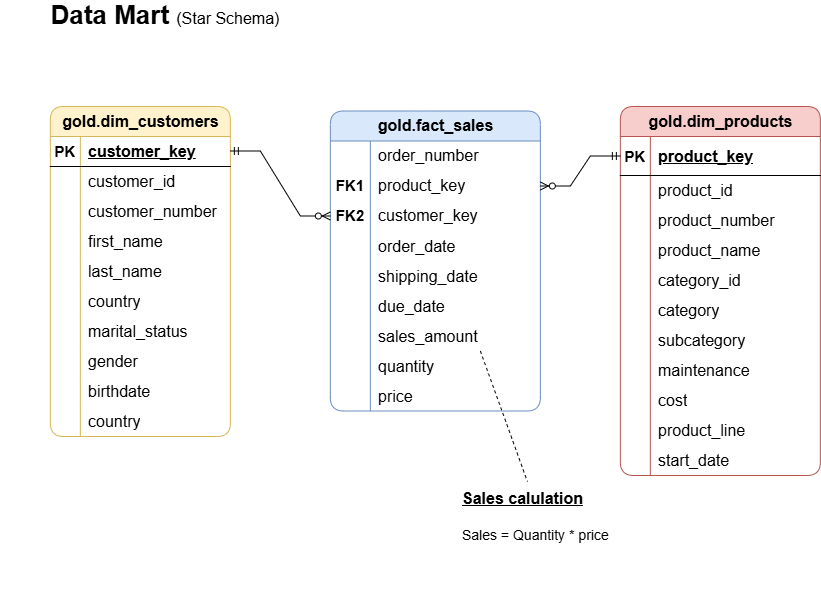 Data Mart (Star Schema)
gold.dim_customers
PK customer_key
customer_id
customer_number
first_name
last_name
country
marital_status
gender
birthdate
country
gold.fact_sales
order_number
FK1 product_key
FK2 customer_key
order_date
shipping_date
due_date
sales_amount
quantity
price
gold.dim_products
PK product_key
product_id
product_number
product_name
category_id
category
subcategory
maintenance
cost
product_line
start_date
Sales calulation
Sales = Quantity * price